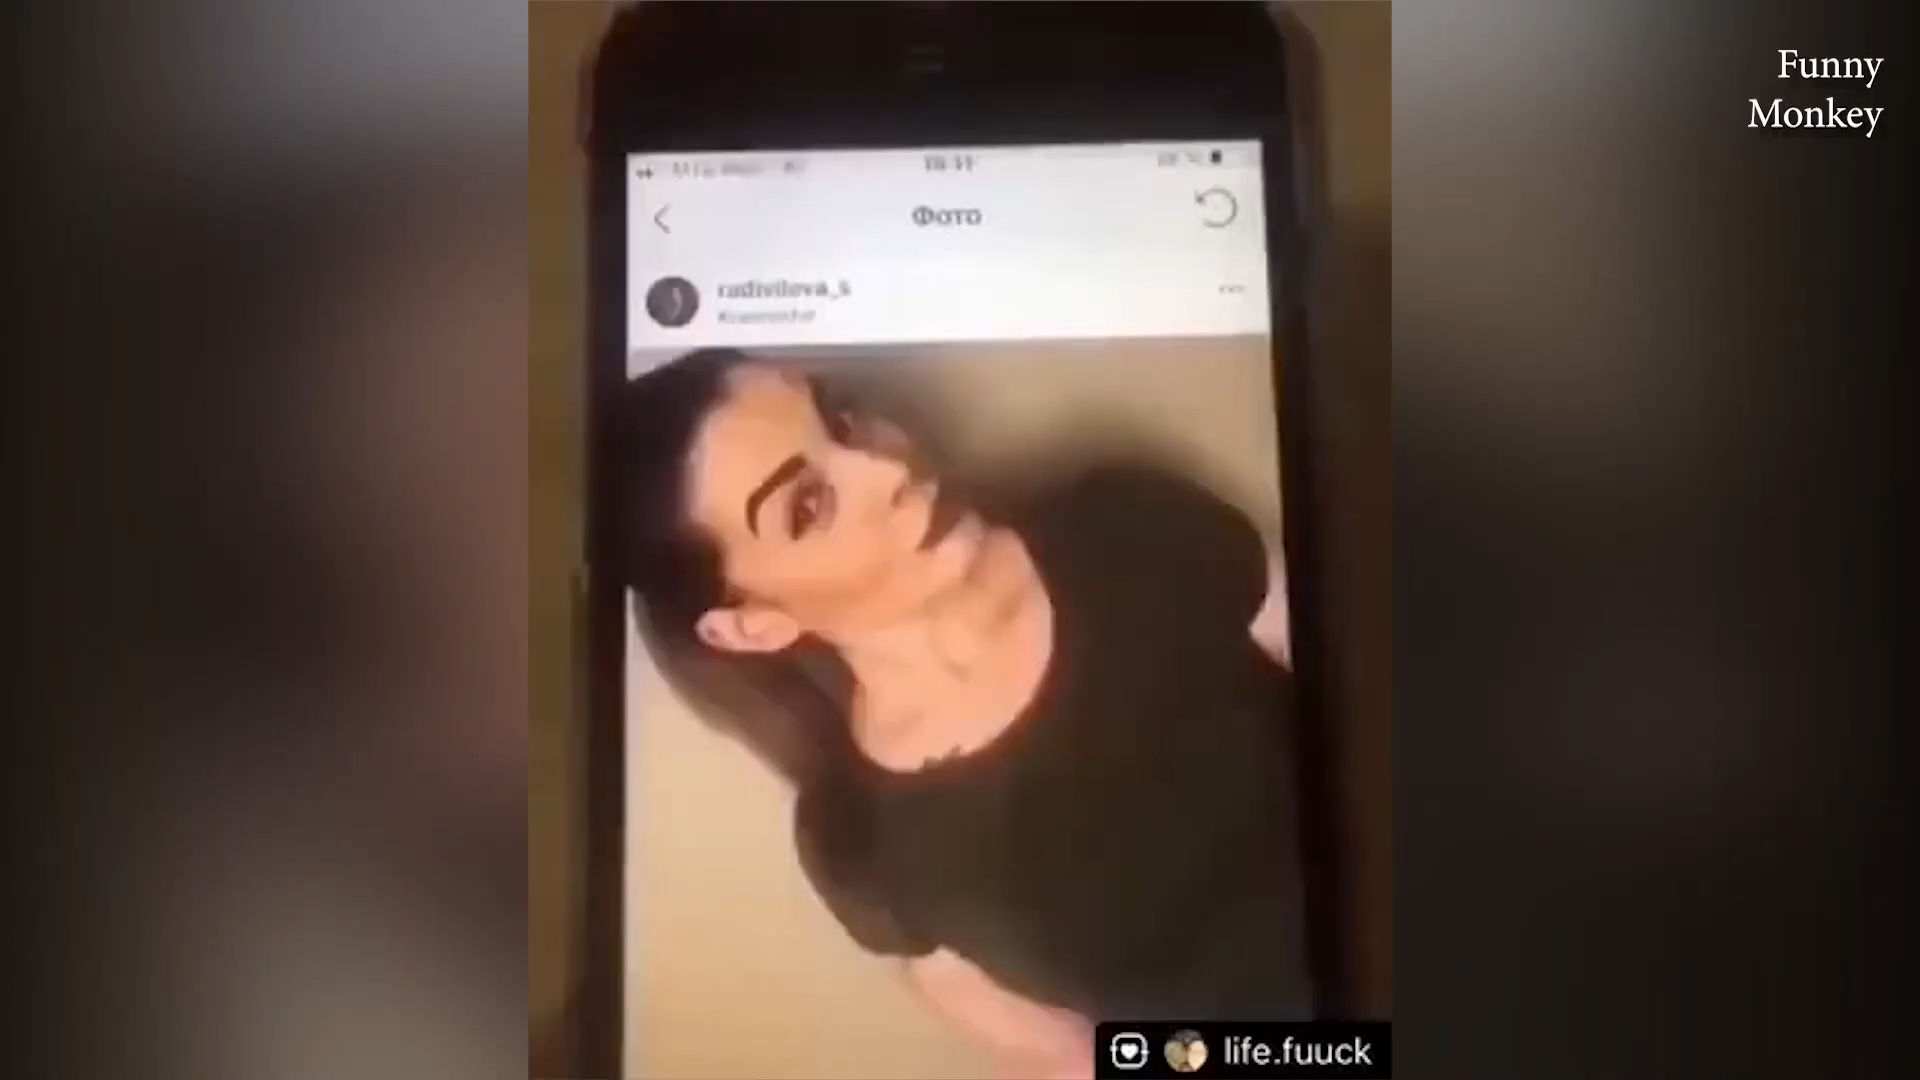 Funny
Monkey
Фото
radivilova_s
life.fuuck